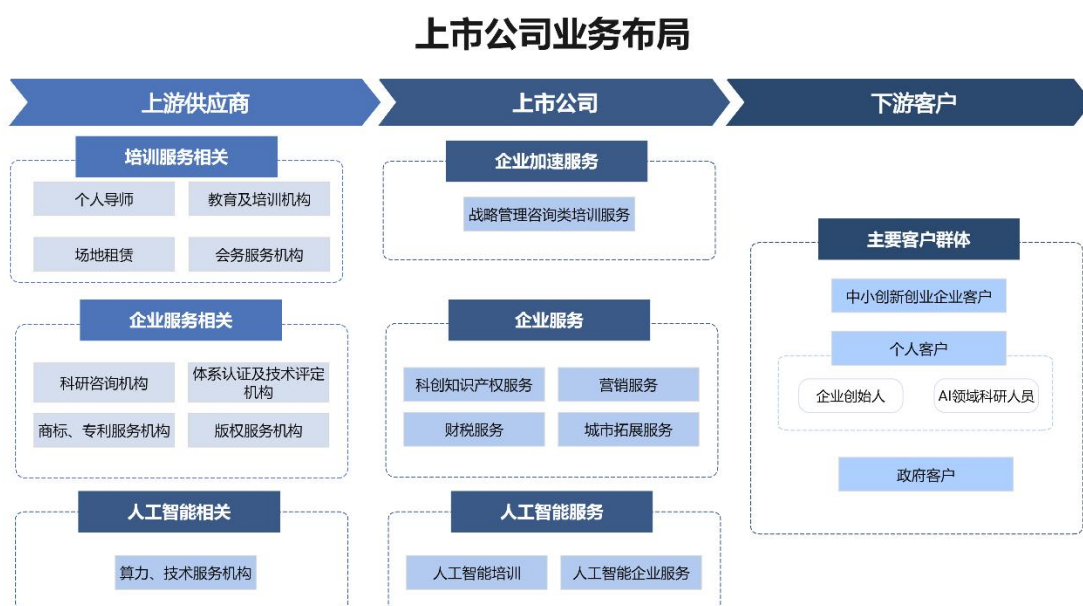 上市公司业务布局
上游供应商
上市公司
下游客户
培训服务相关
个人导师
教育及培训机构
场地租赁
会务服务机构
企业服务相关
科研咨询机构
体系认证及技术评定
机构
商标、专利服务机构
版权服务机构
人工智能相关
算力、技术服务机构
企业加速服务
战略管理咨询类培训服务
企业服务
科创知识产权服务
营销服务
财税服务
城市拓展服务
人工智能服务
人工智能培训
人工智能企业服务
主要客户群体
中小创新创业企业客户
个人客户
企业创始人
AI领域科研人员
政府客户